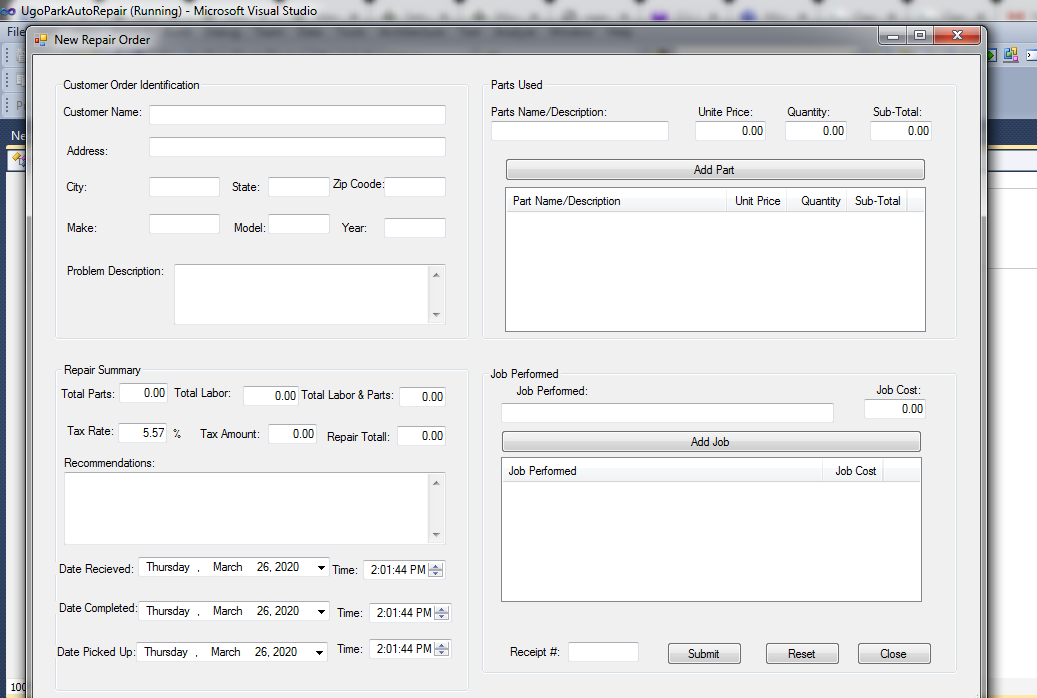 UgoParkAutoRepair (Running) - Microsoft Visual Studio
File
New Repair Order
Customer Order Identification
Customer Name:
Address:
City: State: Zip Coode:
Make: Model: Year:
Problem Description:
Parts Used
Parts Name/Description: Unite Price: Quantity: Sub-Total:
0.00 0.00 0.00
Add Part
Part Name/Description Unit Price Quantity Sub-Total
Repair Summary
Total Parts: 0.00 Total Labor: 0.00 Total Labor & Parts: 0.00
Tax Rate: 5.57 % Tax Amount: 0.00 Repair Totall: 0.00
Recommendations:
Date Recieved: Thursday , March 26, 2020 Time: 2:01:44 PM
Date Completed: Thursday , March 26, 2020 Time: 2:01:44 PM
Date Picked Up: Thursday , March 26, 2020 Time: 2:01:44 PM
Job Performed
Job Performed: Job Cost:
0.00
Add Job
Job Performed Job Cost
Receipt #: Submit Reset Close
100